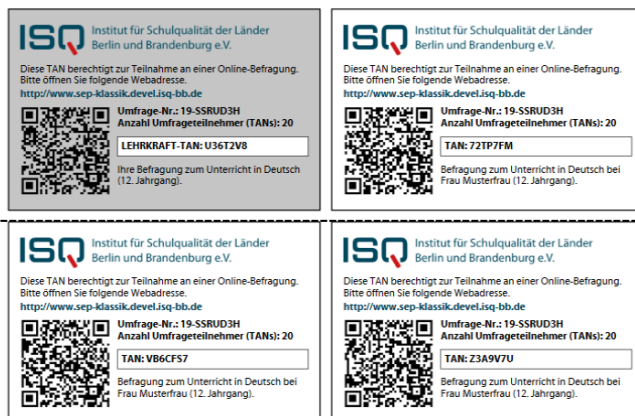 ISQ Institut für Schulqualität der Länder
Berlin und Brandenburg e.V.
Diese TAN berechtigt zur Teilnahme an einer Online-Befragung.
Bitte öffnen Sie folgende Webadresse.
http://www.sep-klassik.devel.isq-bb.de
Umfrage-Nr.: 19-SSRUD3H
Anzahl Umfrageteilnehmer (TANs): 20
LEHRKRAFT-TAN: U36T2V8
Ihre Befragung zum Unterricht in Deutsch
(12. Jahrgang).
ISQ Institut für Schulqualität der Länder
Berlin und Brandenburg e.V.
Diese TAN berechtigt zur Teilnahme an einer Online-Befragung.
Bitte öffnen Sie folgende Webadresse.
http://www.sep-klassik.devel.isq-bb.de
Umfrage-Nr.: 19-SSRUD3H
Anzahl Umfrageteilnehmer (TANs): 20
TAN: 72TP7FM
Befragung zum Unterricht in Deutsch bei
Frau Musterfrau (12. Jahrgang).
ISQ Institut für Schulqualität der Länder
Berlin und Brandenburg e.V.
Diese TAN berechtigt zur Teilnahme an einer Online-Befragung.
Bitte öffnen Sie folgende Webadresse.
http://www.sep-klassik.devel.isq-bb.de
Umfrage-Nr.: 19-SSRUD3H
Anzahl Umfrageteilnehmer (TANs): 20
TAN: VB6CFS7
Befragung zum Unterricht in Deutsch bei
Frau Musterfrau (12. Jahrgang).
ISQ Institut für Schulqualität der Länder
Berlin und Brandenburg e.V.
Diese TAN berechtigt zur Teilnahme an einer Online-Befragung.
Bitte öffnen Sie folgende Webadresse.
http://www.sep-klassik.devel.isq-bb.de
Umfrage-Nr.: 19-SSRUD3H
Anzahl Umfrageteilnehmer (TANs): 20
TAN: Z3A9V7U
Befragung zum Unterricht in Deutsch bei
Frau Musterfrau (12. Jahrgang).